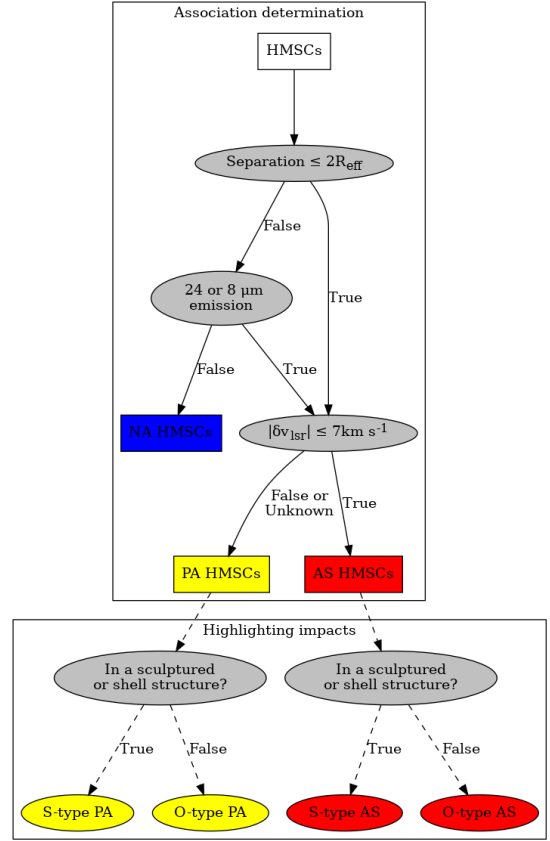 Association determination
HMSCs
Separation ≤ 2R_eff
False
24 or 8 μm
emission
True
False
True
NA HMSCs
|δv_lsr| ≤ 7km s^-1
False or
Unknown
True
PA HMSCs
AS HMSCs
Highlighting impacts
In a sculptured
or shell structure?
In a sculptured
or shell structure?
True
False
True
False
S-type PA
O-type PA
S-type AS
O-type AS